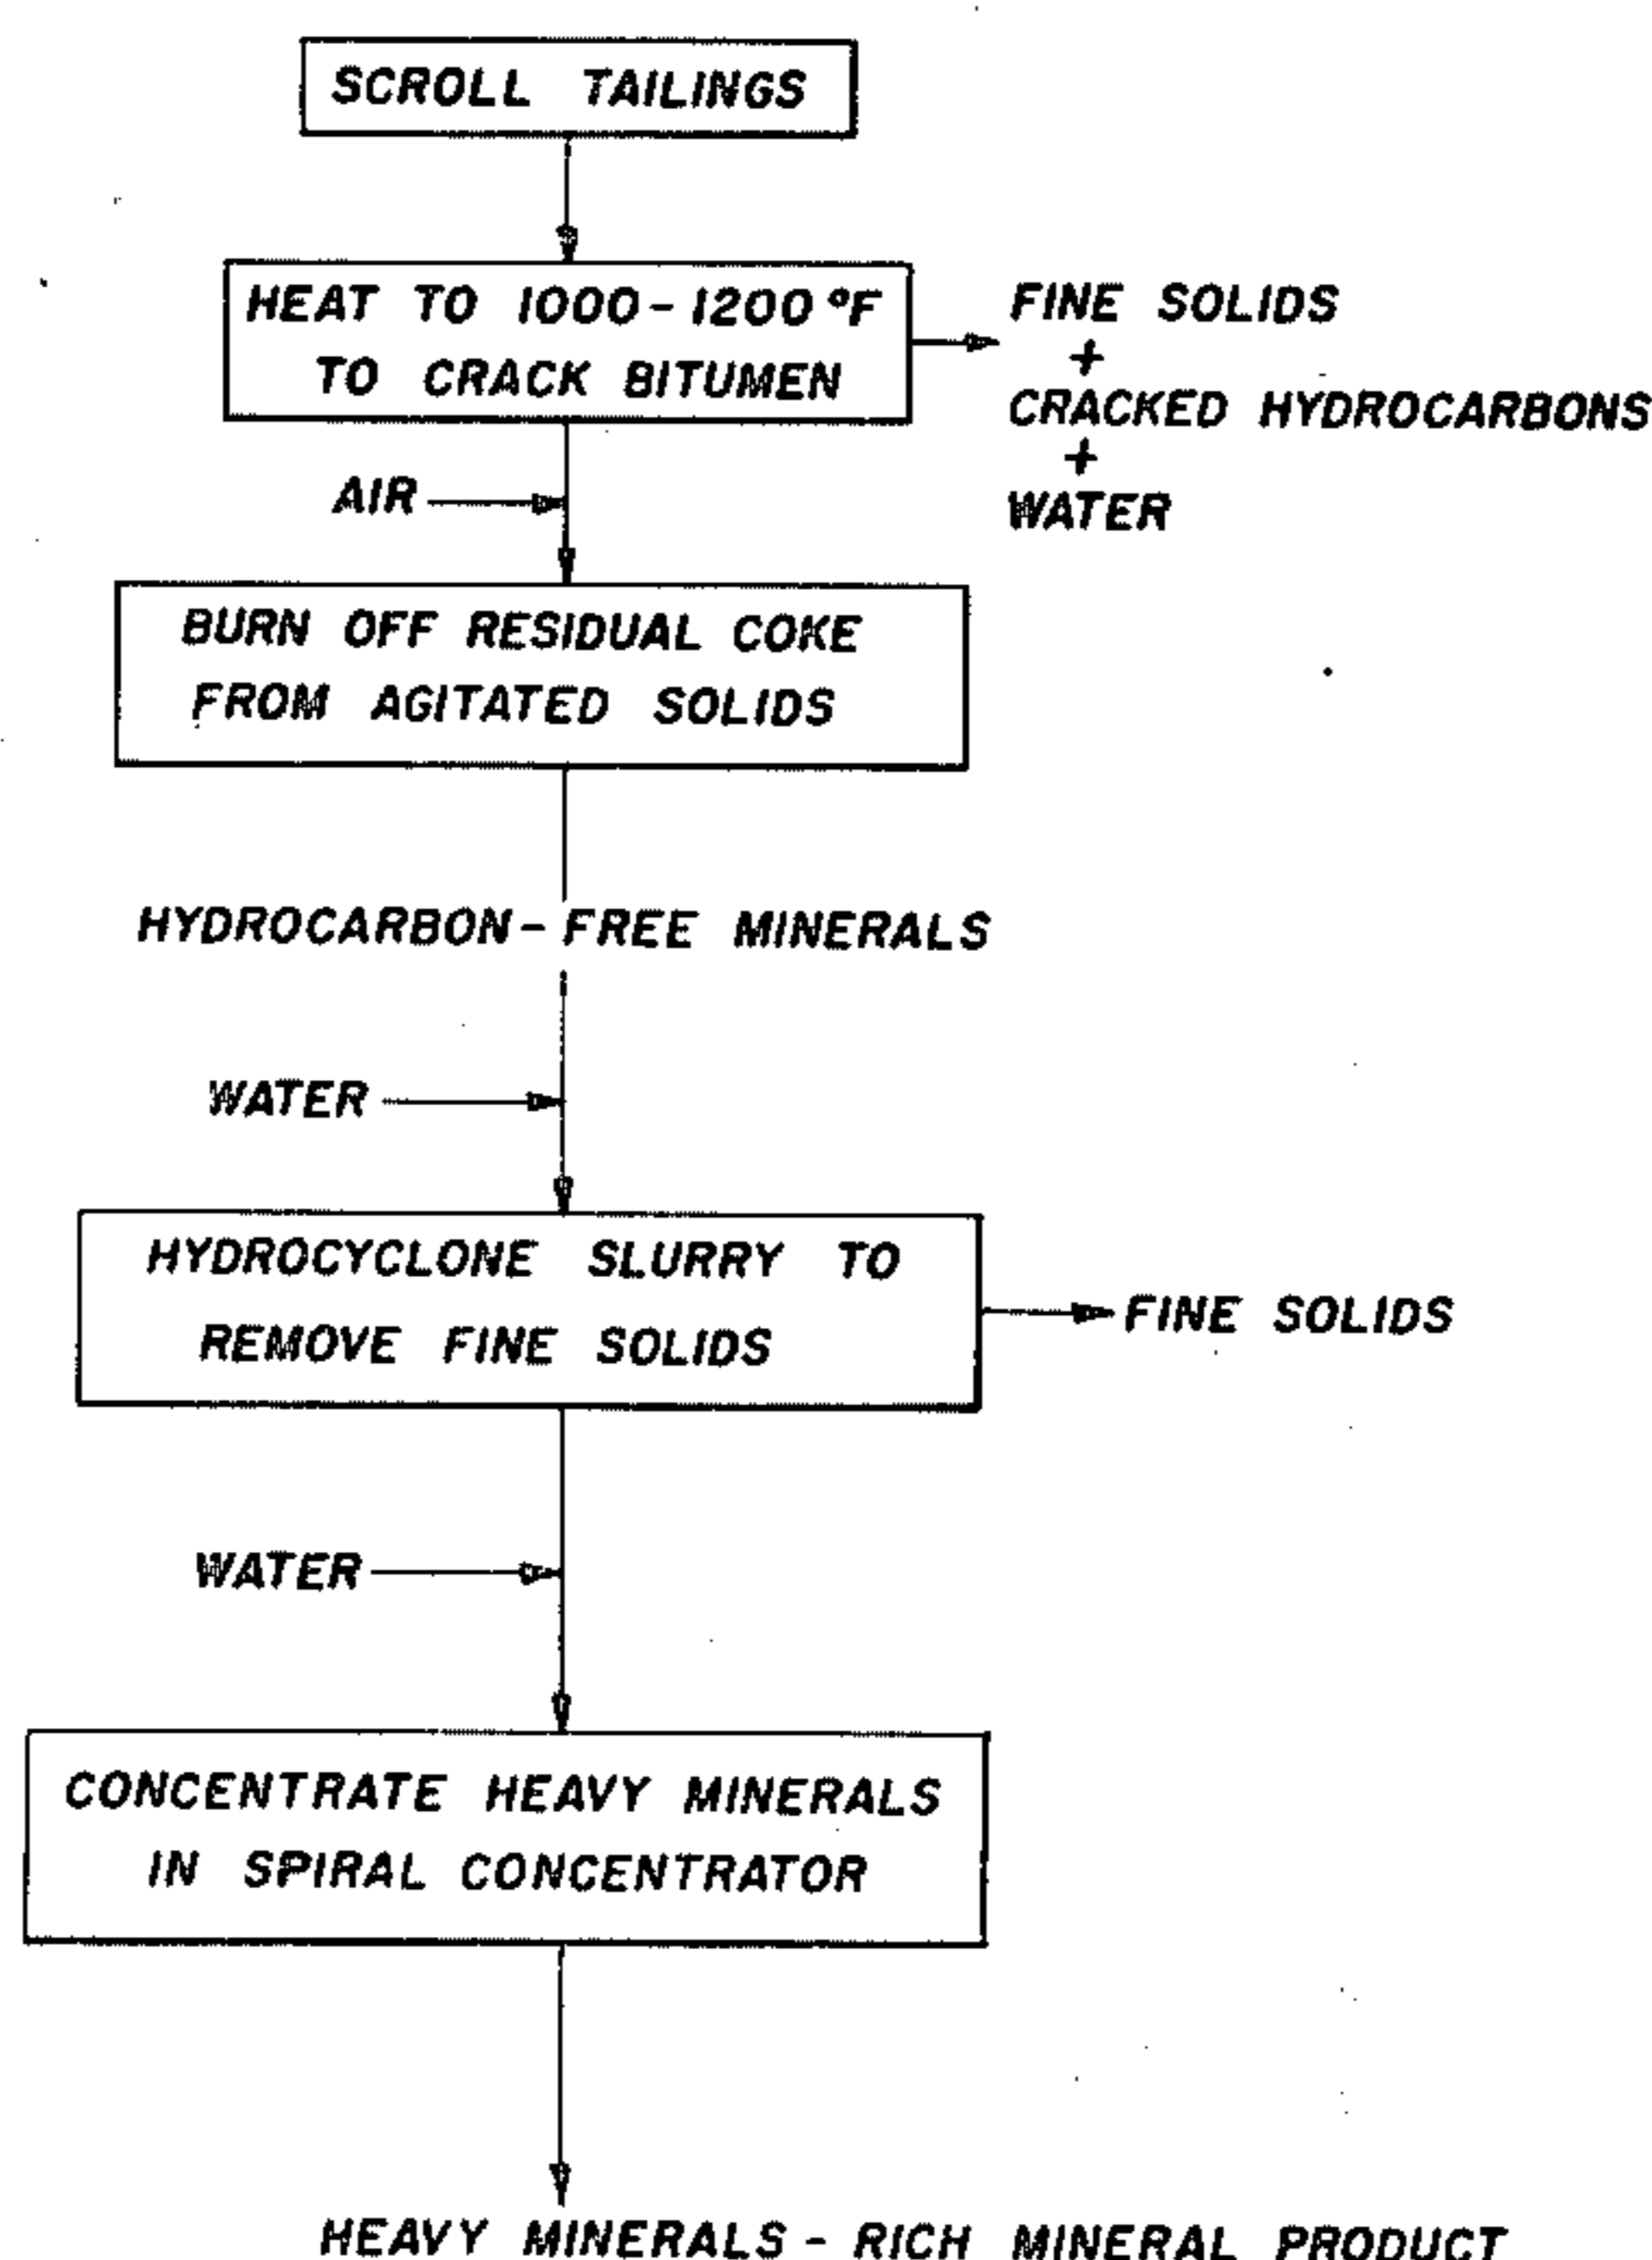 SCROLL TAILINGS
HEAT TO 1000-1200°F
TO CRACK BITUMEN
FINE SOLIDS
+
CRACKED HYDROCARBONS
+
WATER
AIR
BURN OFF RESIDUAL COKE
FROM AGITATED SOLIDS
HYDROCARBON-FREE MINERALS
WATER
HYDROCYCLONE SLURRY TO
REMOVE FINE SOLIDS
FINE SOLIDS
WATER
CONCENTRATE HEAVY MINERALS
IN SPIRAL CONCENTRATOR
HEAVY MINERALS-RICH MINERAL PRODUCT